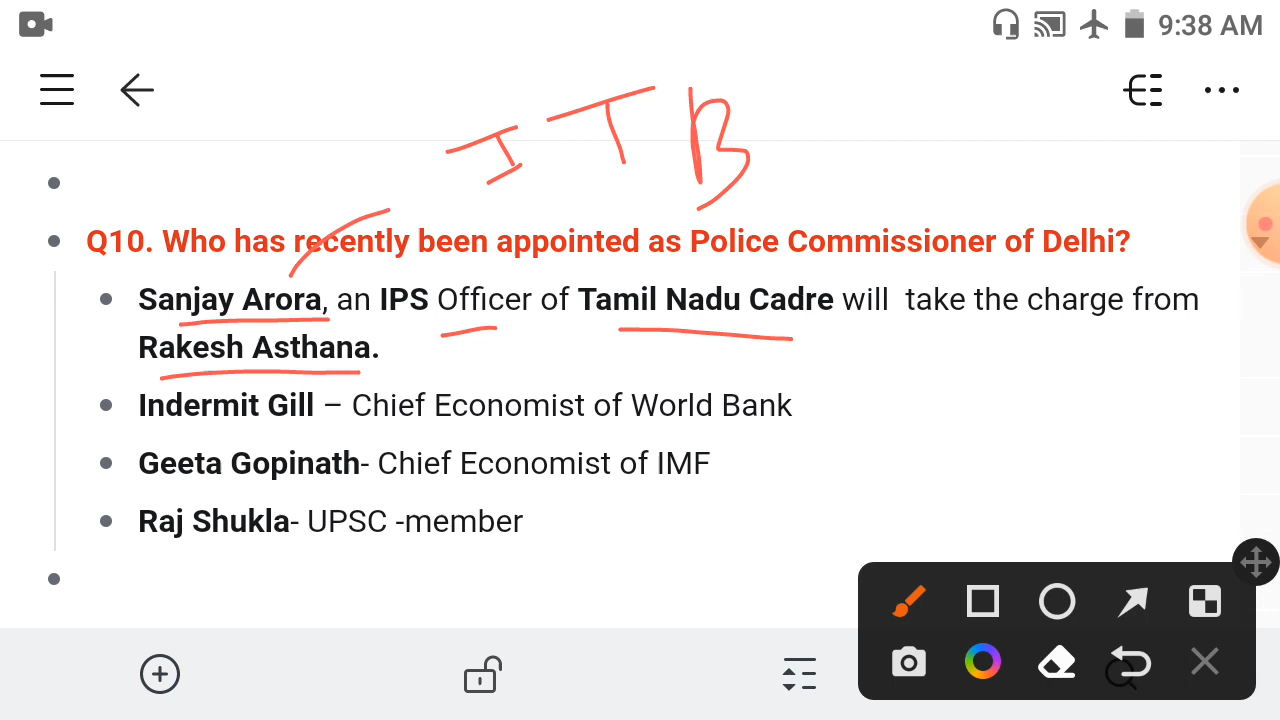 9:38 AM
I T B
Q10. Who has recently been appointed as Police Commissioner of Delhi?
Sanjay Arora, an IPS Officer of Tamil Nadu Cadre will take the charge from
Rakesh Asthana.
Indermit Gill – Chief Economist of World Bank
Geeta Gopinath- Chief Economist of IMF
Raj Shukla- UPSC -member